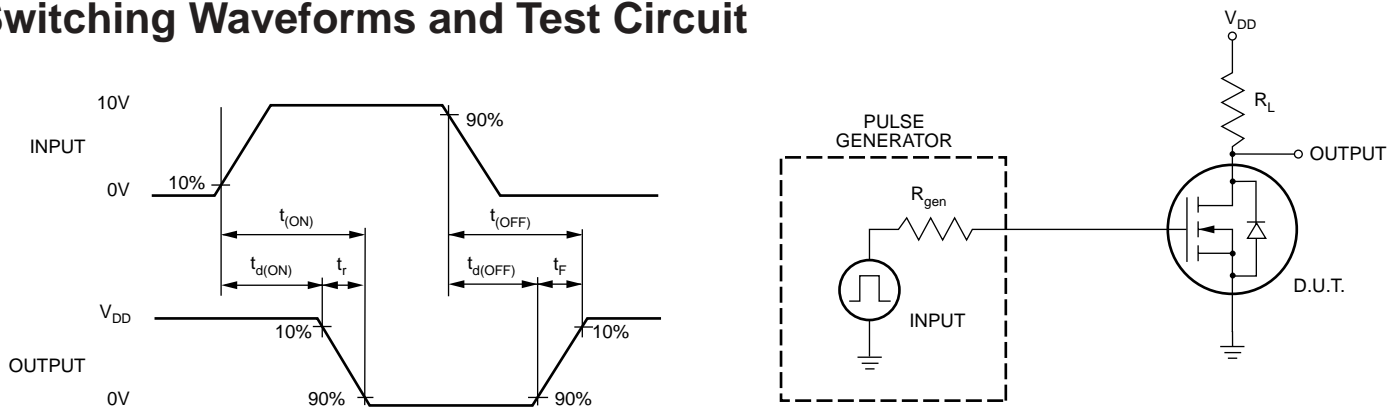 Switching Waveforms and Test Circuit
10V
INPUT
0V
10%
90%
t(ON)
t(OFF)
td(ON)
tr
td(OFF)
tF
VDD
OUTPUT
0V
10%
10%
90%
90%
PULSE
GENERATOR
Rgen
INPUT
VDD
RL
OUTPUT
D.U.T.